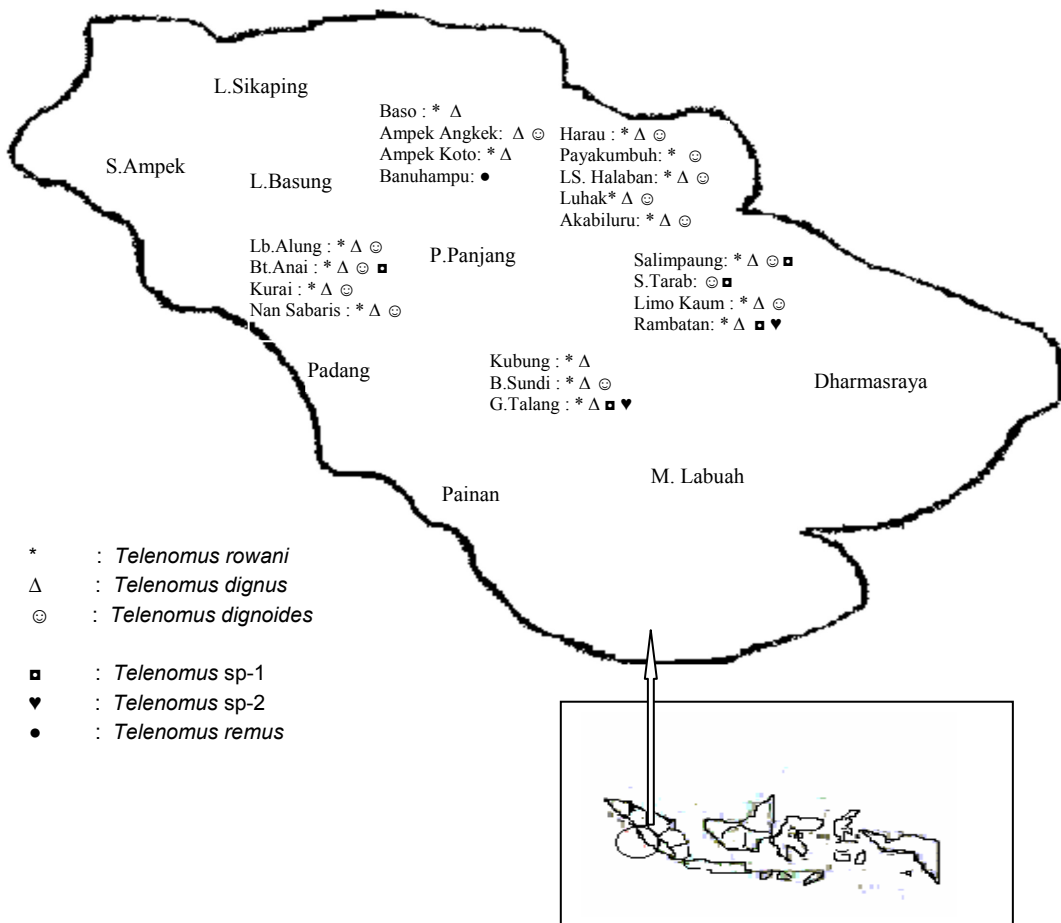 L.Sikaping
Baso : * Δ
Ampek Angkek: Δ ☺
Ampek Koto: * Δ
Banuhampu: ●
Harau : * Δ ☺
Payakumbuh: * ☺
LS. Halaban: * Δ ☺
Luhak* Δ ☺
Akabiluru: * Δ ☺
S.Ampek
L.Basung
Lb.Alung : * Δ ☺
Bt.Anai : * Δ ☺ ◘
Kurai : * Δ ☺
Nan Sabaris : * Δ ☺
P.Panjang
Salimpaung: * Δ ☺◘
S.Tarab: ☺◘
Limo Kaum : * Δ ☺
Rambatan: * Δ ◘ ♥
Padang
Kubung : * Δ
B.Sundi : * Δ ☺
G.Talang : * Δ ◘ ♥
Dharmasraya
Painan
M. Labuah
* : Telenomus rowani
Δ : Telenomus dignus
☺ : Telenomus dignoides
◘ : Telenomus sp-1
♥ : Telenomus sp-2
● : Telenomus remus